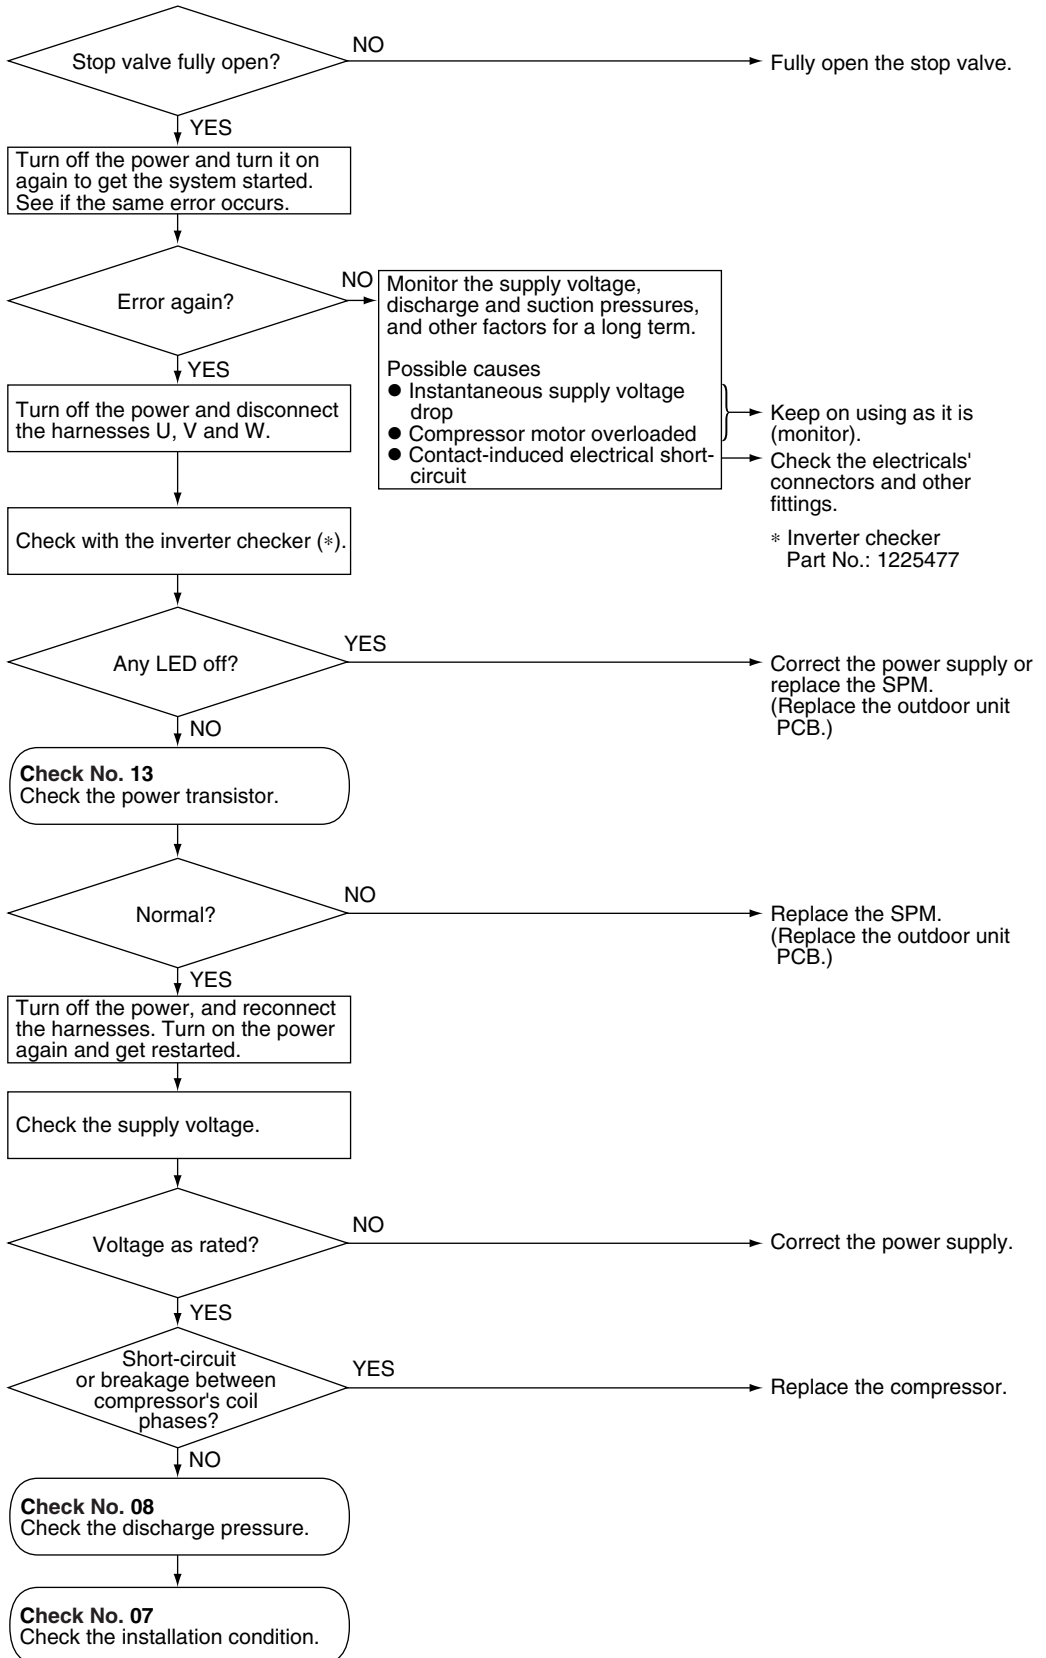 Stop valve fully open?
NO
Fully open the stop valve.
YES
Turn off the power and turn it on
again to get the system started.
See if the same error occurs.
Error again?
NO
Monitor the supply voltage,
discharge and suction pressures,
and other factors for a long term.
Possible causes
● Instantaneous supply voltage
drop
● Compressor motor overloaded
● Contact-induced electrical short-
circuit
Keep on using as it is
(monitor).
Check the electricals'
connectors and other
fittings.
* Inverter checker
Part No.: 1225477
YES
Turn off the power and disconnect
the harnesses U, V and W.
Check with the inverter checker (*).
Any LED off?
YES
Correct the power supply or
replace the SPM.
(Replace the outdoor unit
PCB.)
NO
Check No. 13
Check the power transistor.
Normal?
NO
Replace the SPM.
(Replace the outdoor unit
PCB.)
YES
Turn off the power, and reconnect
the harnesses. Turn on the power
again and get restarted.
Check the supply voltage.
Voltage as rated?
NO
Correct the power supply.
YES
Short-circuit
or breakage between
compressor's coil
phases?
YES
Replace the compressor.
NO
Check No. 08
Check the discharge pressure.
Check No. 07
Check the installation condition.